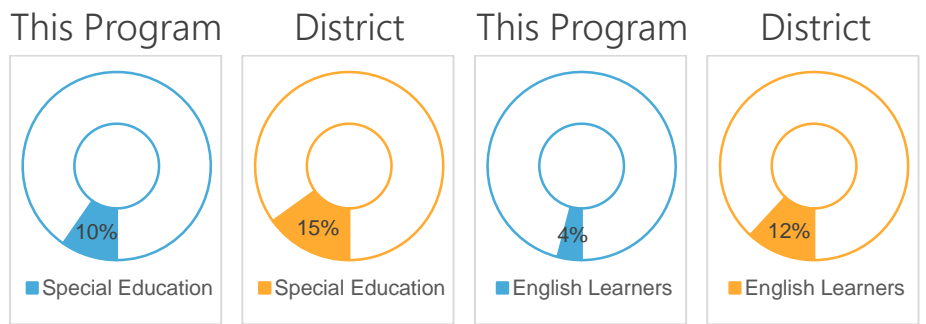 This Program
District
This Program
District
10%
15%
4%
12%
Special Education
Special Education
English Learners
English Learners